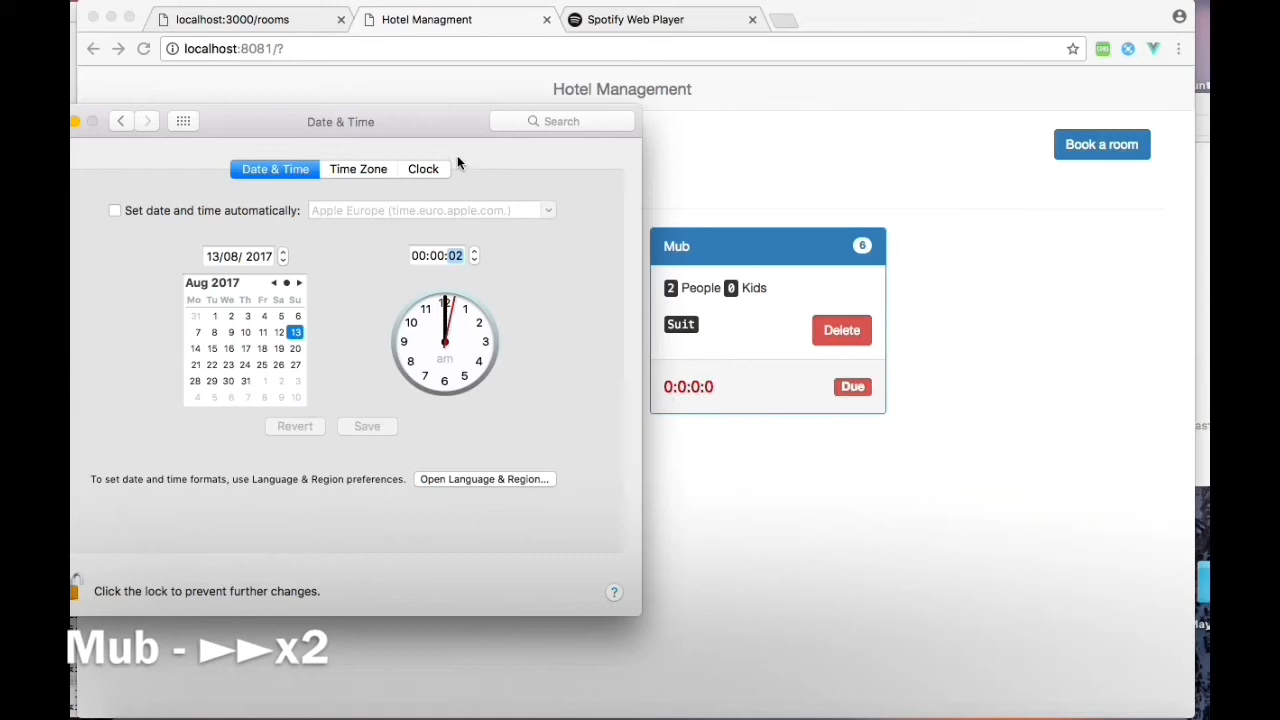 localhost:3000/rooms
Hotel Managment
Spotify Web Player
localhost:8081/?
Hotel Management
Date & Time
Search
Book a room
Date & Time Time Zone Clock
Set date and time automatically: Apple Europe (time.euro.apple.com.)
13/08/ 2017
00:00:02
Mub 6
Aug 2017
Mo Tu We Th Fr Sa Su
31 1 2 3 4 5 6
7 8 9 10 11 12 13
14 15 16 17 18 19 20
21 22 23 24 25 26 27
28 29 30 31 1 2 3
4 5 6 7 8 9 10
12 1 2 3 4 5 6 7 8 9 10 11
am
2 People 0 Kids
Suit
Delete
0:0:0:0 Due
Revert Save
To set date and time formats, use Language & Region preferences. Open Language & Region...
Click the lock to prevent further changes. ?
Mub - ►►x2